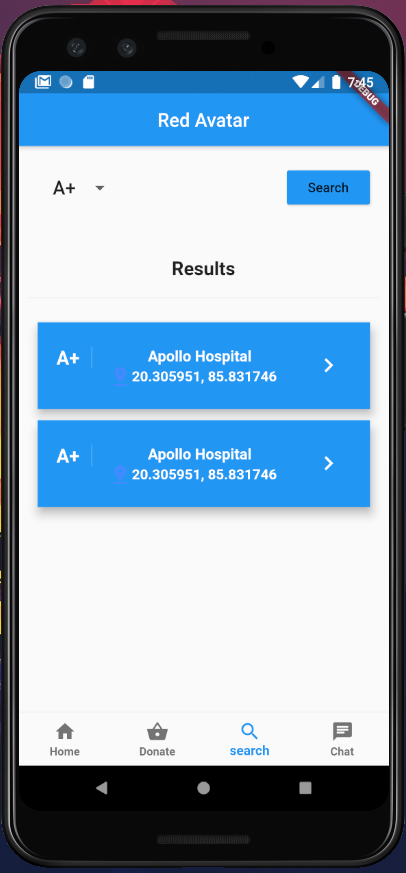 7:45
DEBUG
Red Avatar
A+
Search
Results
A+
Apollo Hospital
20.305951, 85.831746
A+
Apollo Hospital
20.305951, 85.831746
Home
Donate
search
Chat